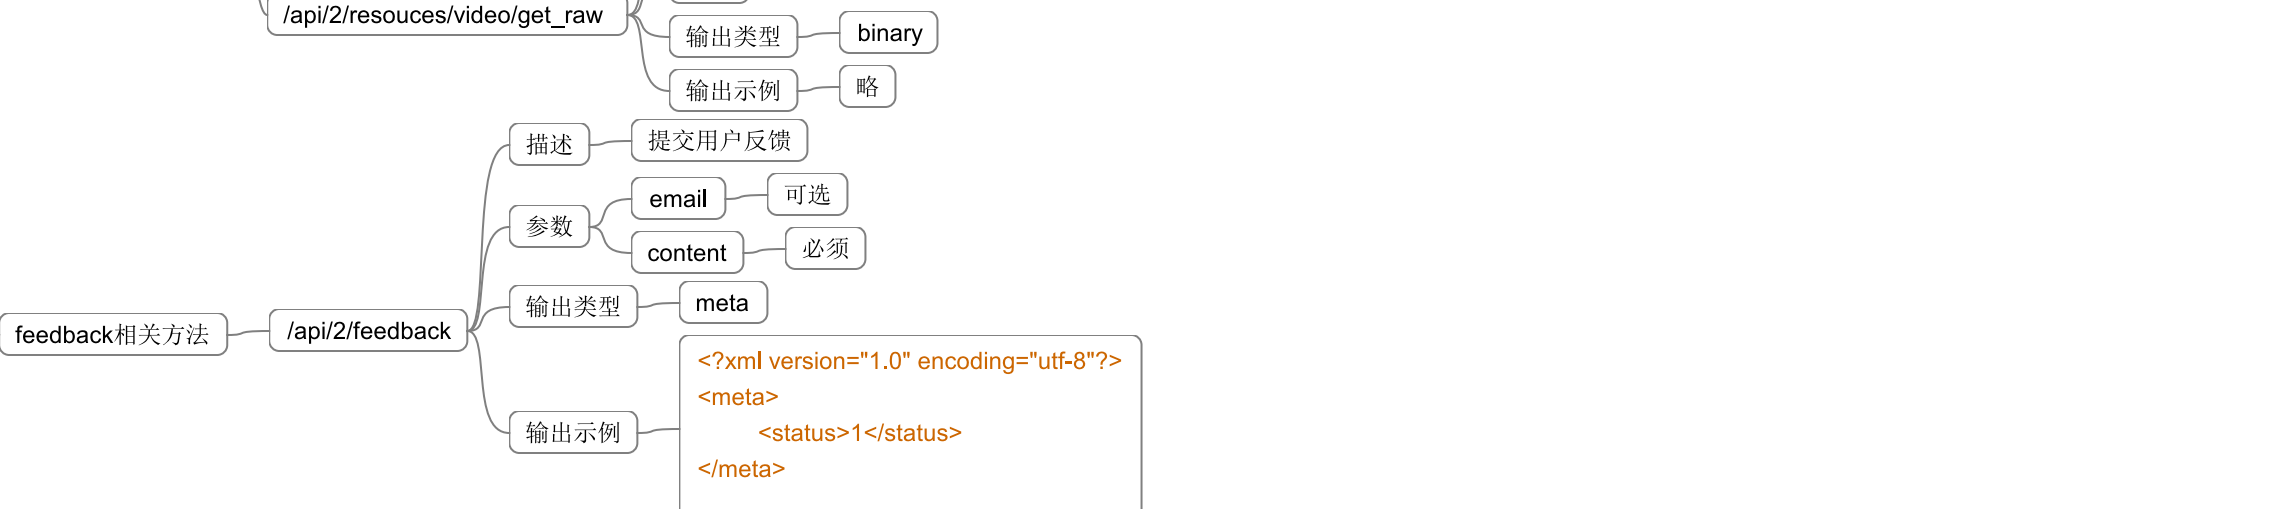 /api/2/resouces/video/get_raw
输出类型
binary
输出示例
略
描述
提交用户反馈
参数
email
可选
content
必须
输出类型
meta
feedback相关方法
/api/2/feedback
输出示例
<?xml version="1.0" encoding="utf-8"?>
<meta>
<status>1</status>
</meta>